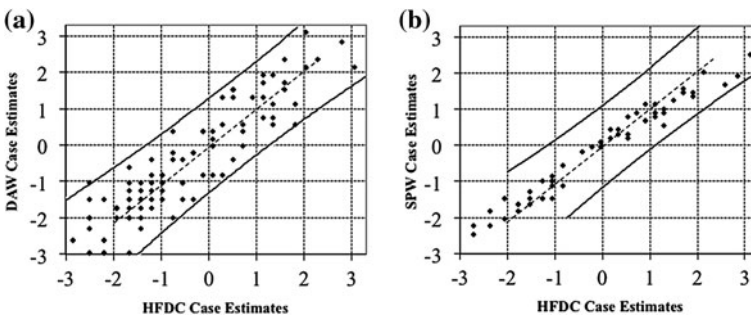 (a)
DAW Case Estimates
3
2
1
0
-1
-2
-3
-3 -2 -1 0 1 2 3
HFDC Case Estimates
(b)
SPW Case Estimates
3
2
1
0
-1
-2
-3
-3 -2 -1 0 1 2 3
HFDC Case Estimates